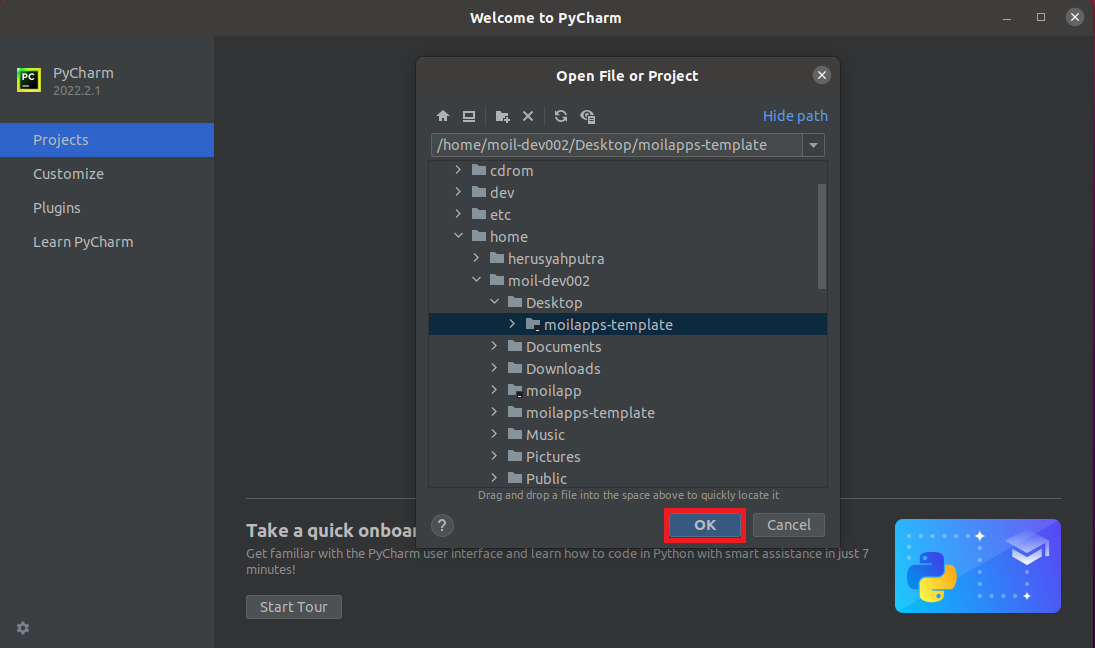 Welcome to PyCharm
PC
PyCharm
2022.2.1
Projects
Customize
Plugins
Learn PyCharm
Open File or Project
Hide path
/home/moil-dev002/Desktop/moilapps-template
cdrom
dev
etc
home
herusyahputra
moil-dev002
Desktop
moilapps-template
Documents
Downloads
moilapp
moilapps-template
Music
Pictures
Public
Drag and drop a file into the space above to quickly locate it
?
OK
Cancel
Take a quick onboa
Get familiar with the PyCharm user interface and learn how to code in Python with smart assistance in just 7
minutes!
Start Tour